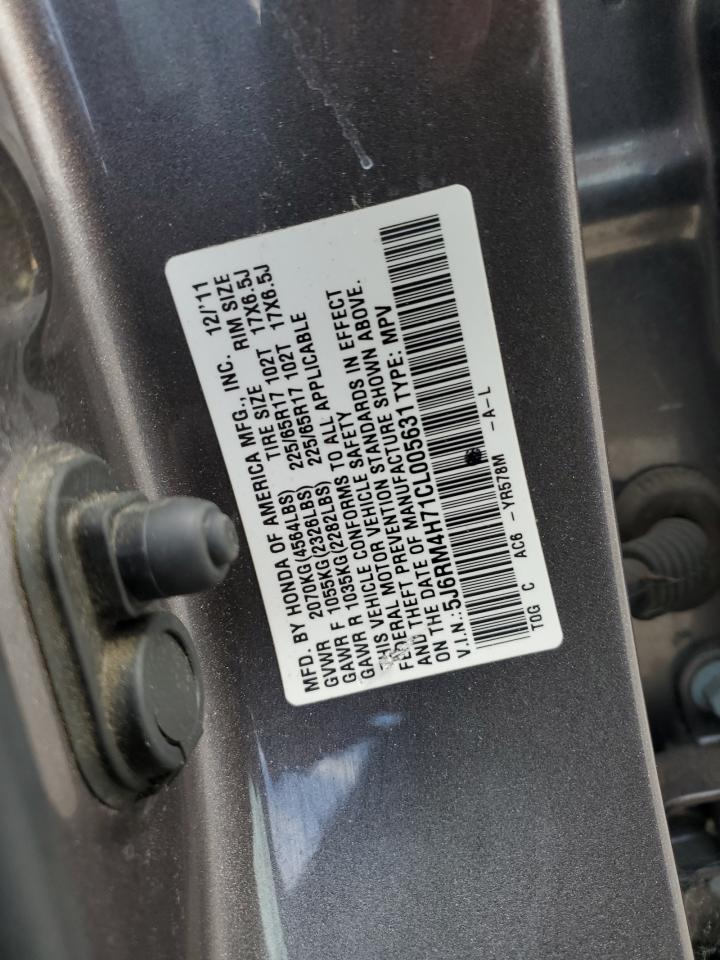 MFD. BY HONDA OF AMERICA MFG., INC. 12/'11
TIRE SIZE RIM SIZE
GVWR 2070KG(4564LBS)
GAWR F 1055KG(2326LBS) 225/65R17 102T 17X6.5J
GAWR R 1035KG(2282LBS) 225/65R17 102T 17X6.5J
THIS VEHICLE CONFORMS TO ALL APPLICABLE
FEDERAL MOTOR VEHICLE SAFETY
AND THEFT PREVENTION STANDARDS IN EFFECT
ON THE DATE OF MANUFACTURE SHOWN ABOVE.
V.I.N.:5J6RM4H71CL005631 TYPE: MPV
TOG C AC6 - YR578M -A-L